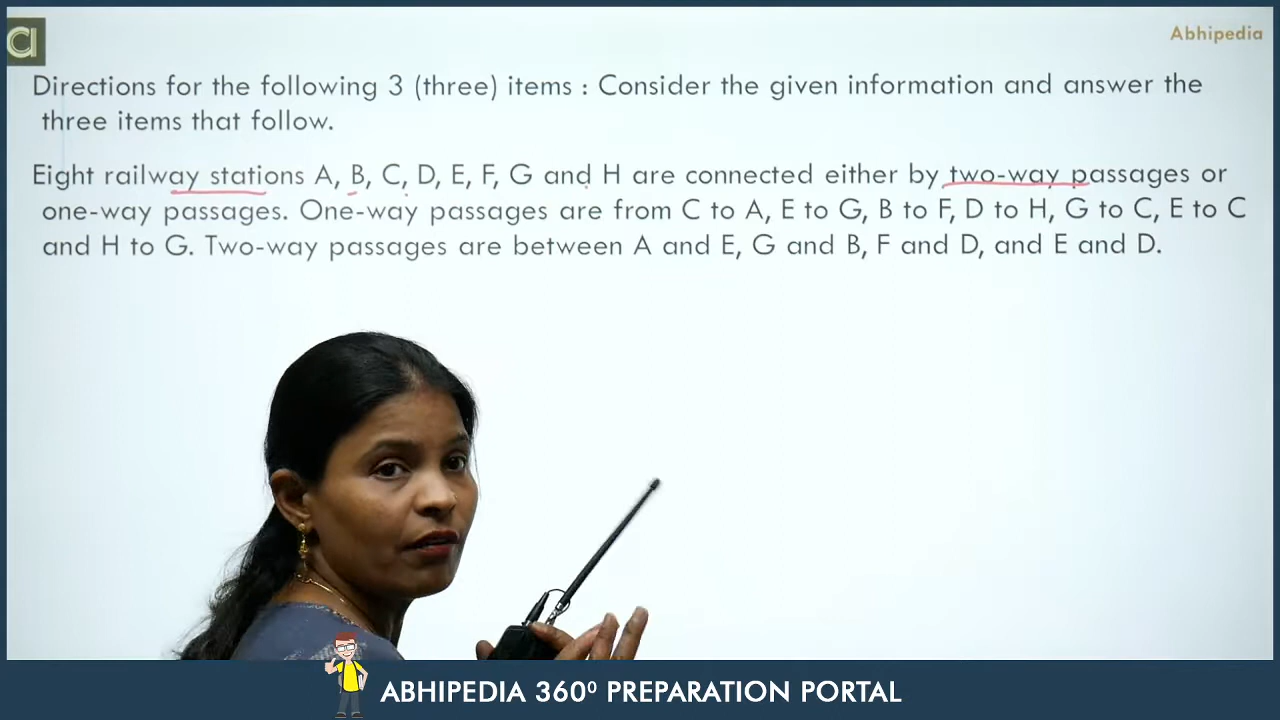 a
Abhipedia
Directions for the following 3 (three) items : Consider the given information and answer the
three items that follow.
Eight railway stations A, B, C, D, E, F, G and H are connected either by two-way passages or
one-way passages. One-way passages are from C to A, E to G, B to F, D to H, G to C, E to C
and H to G. Two-way passages are between A and E, G and B, F and D, and E and D.
ABHIPEDIA 360⁰ PREPARATION PORTAL